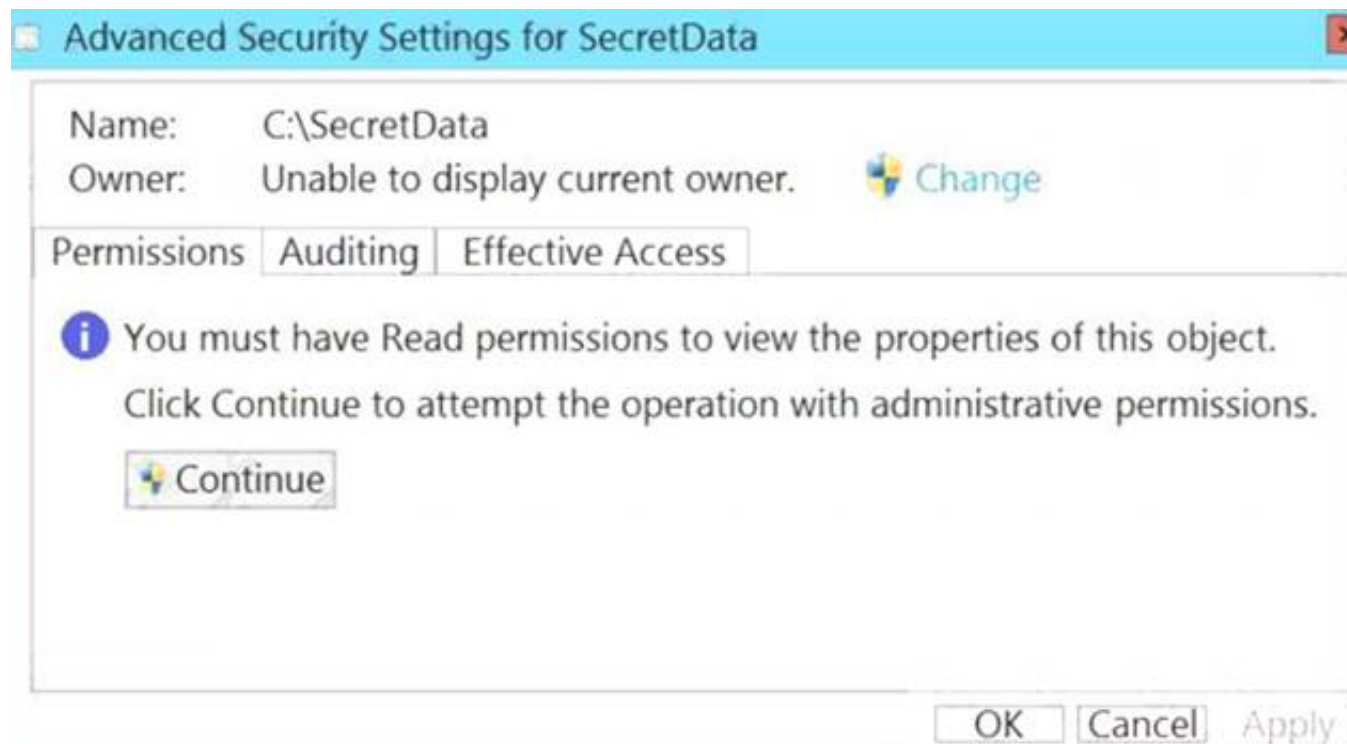 Advanced Security Settings for SecretData
Name: C:\SecretData
Owner: Unable to display current owner. Change
Permissions Auditing Effective Access
You must have Read permissions to view the properties of this object.
Click Continue to attempt the operation with administrative permissions.
Continue
OK Cancel Apply